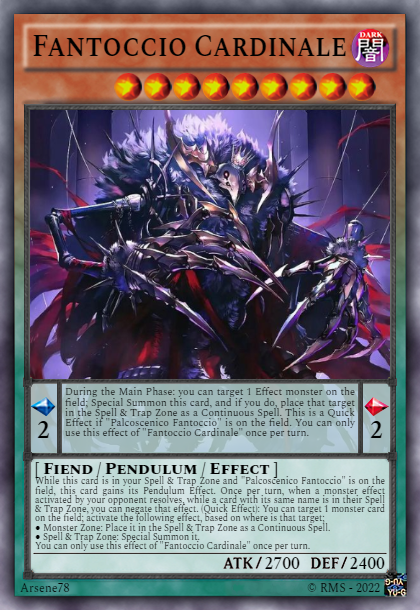 FANTOCCIO CARDINALE
DARK
闇
During the Main Phase: you can target 1 Effect monster on the
field; Special Summon this card, and if you do, place that target
in the Spell & Trap Zone as a Continuous Spell. This is a Quick
Effect if "Palcoscenico Fantoccio" is on the field. You can only
use this effect of "Fantoccio Cardinale" once per turn.
2
2
[ FIEND / PENDULUM / EFFECT ]
While this card is in your Spell & Trap Zone and "Palcoscenico Fantoccio" is on the
field, this card gains its Pendulum Effect. Once per turn, when a monster effect
activated by your opponent resolves, while a card with its same name is in their Spell
& Trap Zone, you can negate that effect. (Quick Effect): You can target 1 monster card
on the field; activate the following effect, based on where is that target;
● Monster Zone: Place it in the Spell & Trap Zone as a Continuous Spell.
● Spell & Trap Zone: Special Summon it.
You can only use this effect of "Fantoccio Cardinale" once per turn.
ATK/2700 DEF/2400
Arsene78
© RMS - 2022